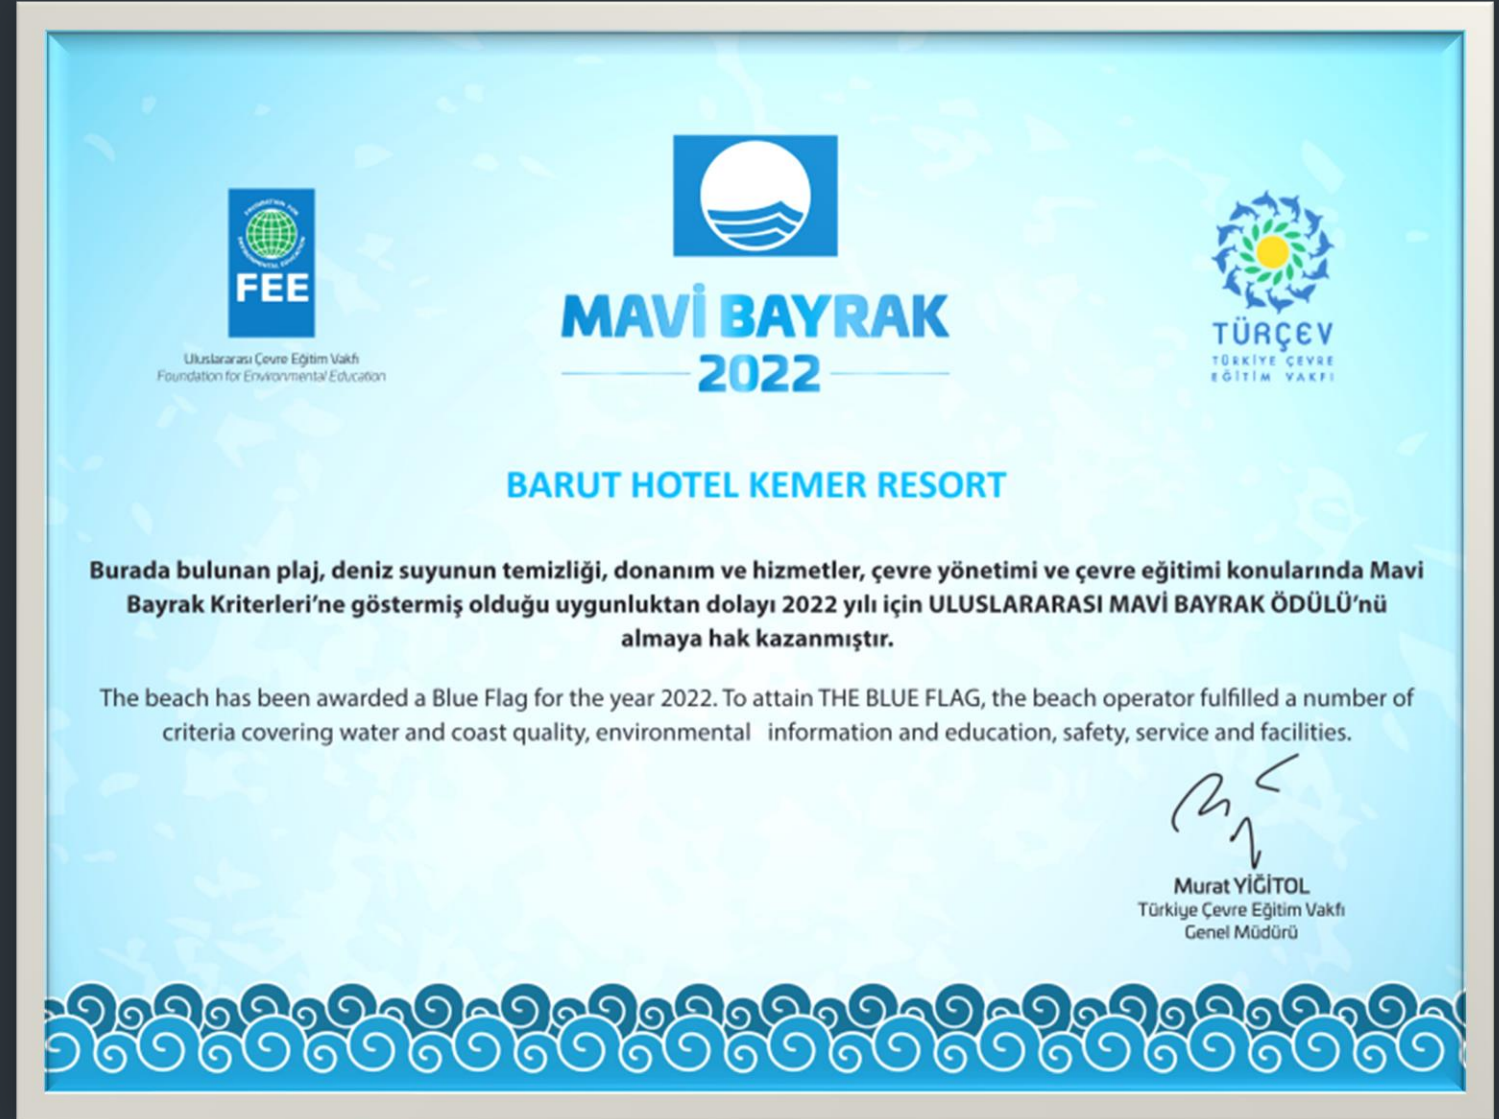 FOUNDATION FOR
ENVIRONMENTAL EDUCATION
FEE
Uluslararası Çevre Eğitim Vakfı
Foundation for Environmental Education
MAVİ BAYRAK
2022
TÜRÇEV
TÜRKİYE ÇEVRE
EĞİTİM VAKFI
BARUT HOTEL KEMER RESORT
Burada bulunan plaj, deniz suyunun temizliği, donanım ve hizmetler, çevre yönetimi ve çevre eğitimi konularında Mavi
Bayrak Kriterleri’ne göstermiş olduğu uygunluktan dolayı 2022 yılı için ULUSLARARASI MAVİ BAYRAK ÖDÜLÜ’nü
almaya hak kazanmıştır.
The beach has been awarded a Blue Flag for the year 2022. To attain THE BLUE FLAG, the beach operator fulfilled a number of
criteria covering water and coast quality, environmental information and education, safety, service and facilities.
Murat YİĞİTOL
Türkiye Çevre Eğitim Vakfı
Genel Müdürü